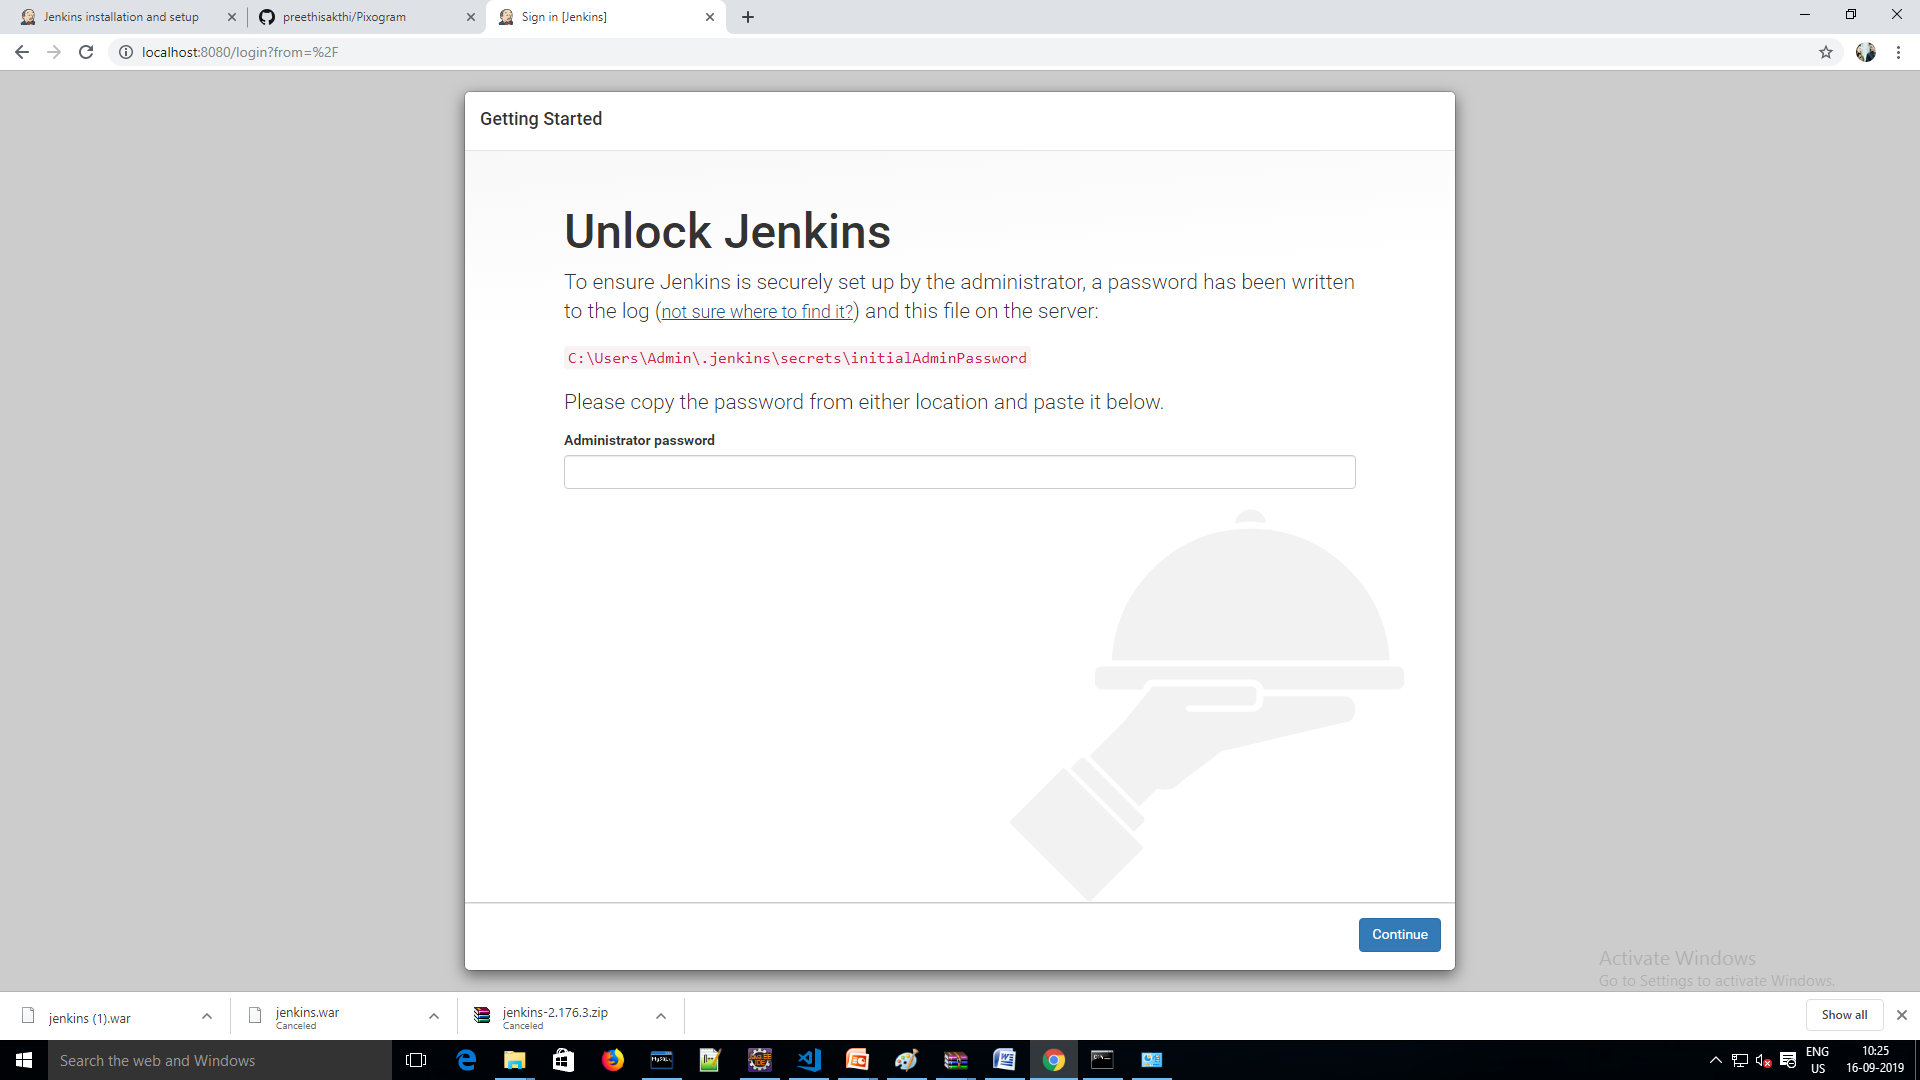 Jenkins installation and setup
preethisakthi/Pixogram
Sign in [Jenkins]
localhost:8080/login?from=%2F
Getting Started
Unlock Jenkins
To ensure Jenkins is securely set up by the administrator, a password has been written
to the log (not sure where to find it?) and this file on the server:
C:\Users\Admin\.jenkins\secrets\initialAdminPassword
Please copy the password from either location and paste it below.
Administrator password
Continue
Activate Windows
Go to Settings to activate Windows.
jenkins (1).war
jenkins.war
Canceled
jenkins-2.176.3.zip
Canceled
Show all
Search the web and Windows
ENG
US
10:25
16-09-2019